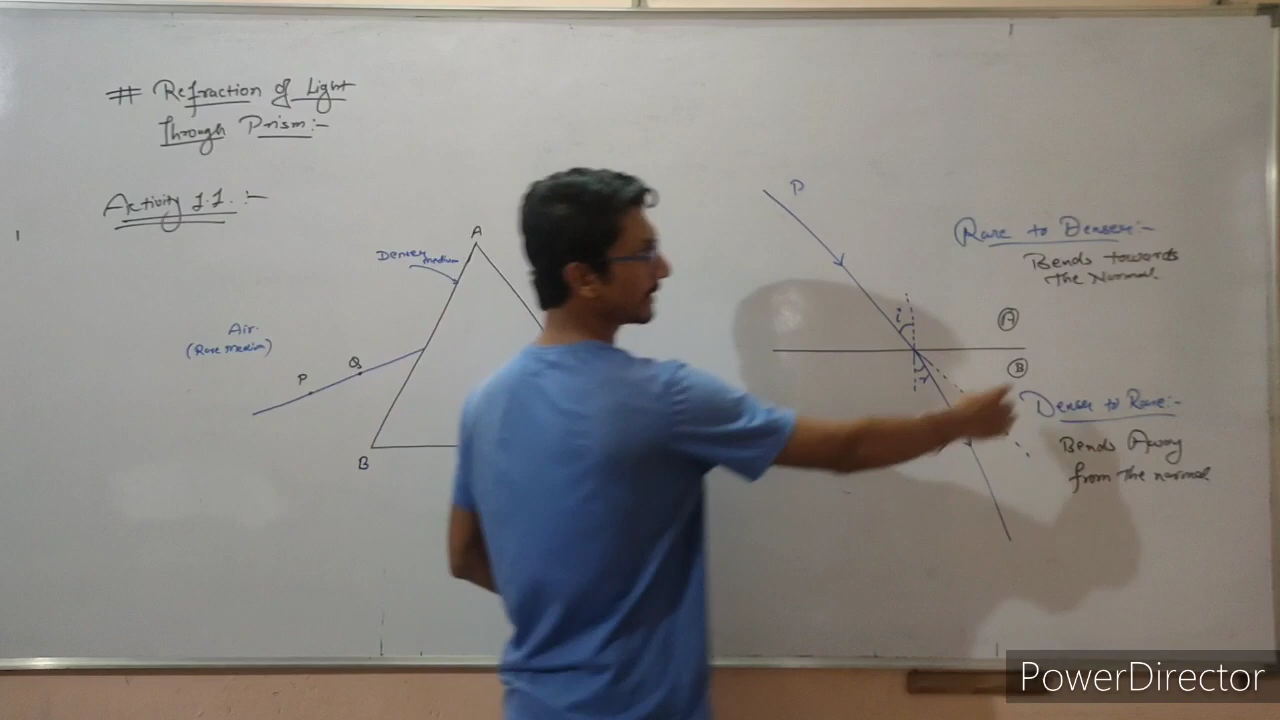 # Refraction of Light
Through Prism:-
Activity 1.1. :-
A
Denser medium
Air.
(Rare medium)
P
Q
B
P
Rare to Denser:-
Bends towards
the Normal.
i
A
B
r
Denser to Rare:-
Bends Away
from the normal
PowerDirector